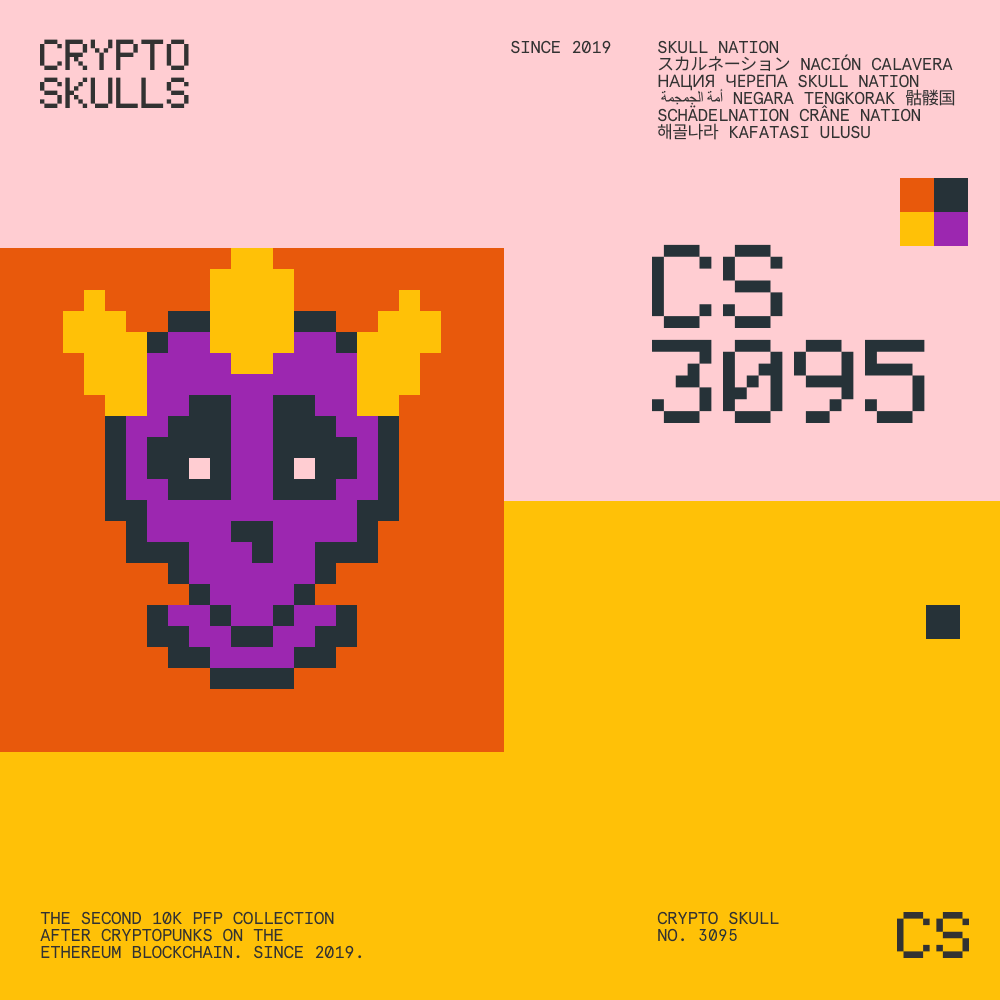 CRYPTO
SKULLS
SINCE 2019
SKULL NATION
スカルネーション NACIÓN CALAVERA
НАЦИЯ ЧЕРЕПА SKULL NATION
أمة الجمجمة NEGARA TENGKORAK 骷髅国
SCHÄDELNATION CRÂNE NATION
해골나라 KAFATASI ULUSU
CS
3095
THE SECOND 10K PFP COLLECTION
AFTER CRYPTOPUNKS ON THE
ETHEREUM BLOCKCHAIN. SINCE 2019.
CRYPTO SKULL
NO. 3095
CS